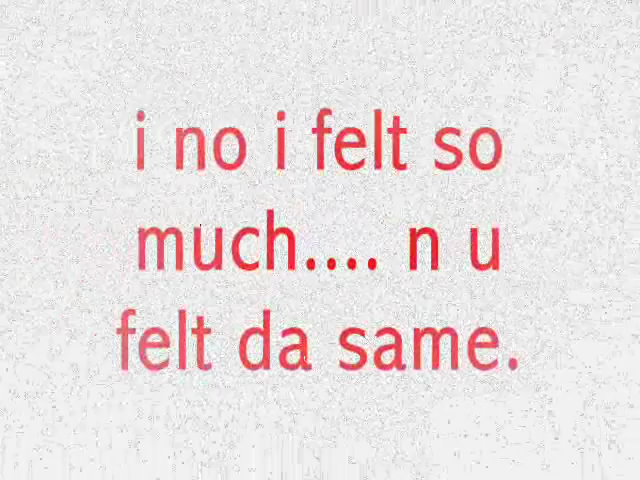 i no i felt so
much.... n u
felt da same.